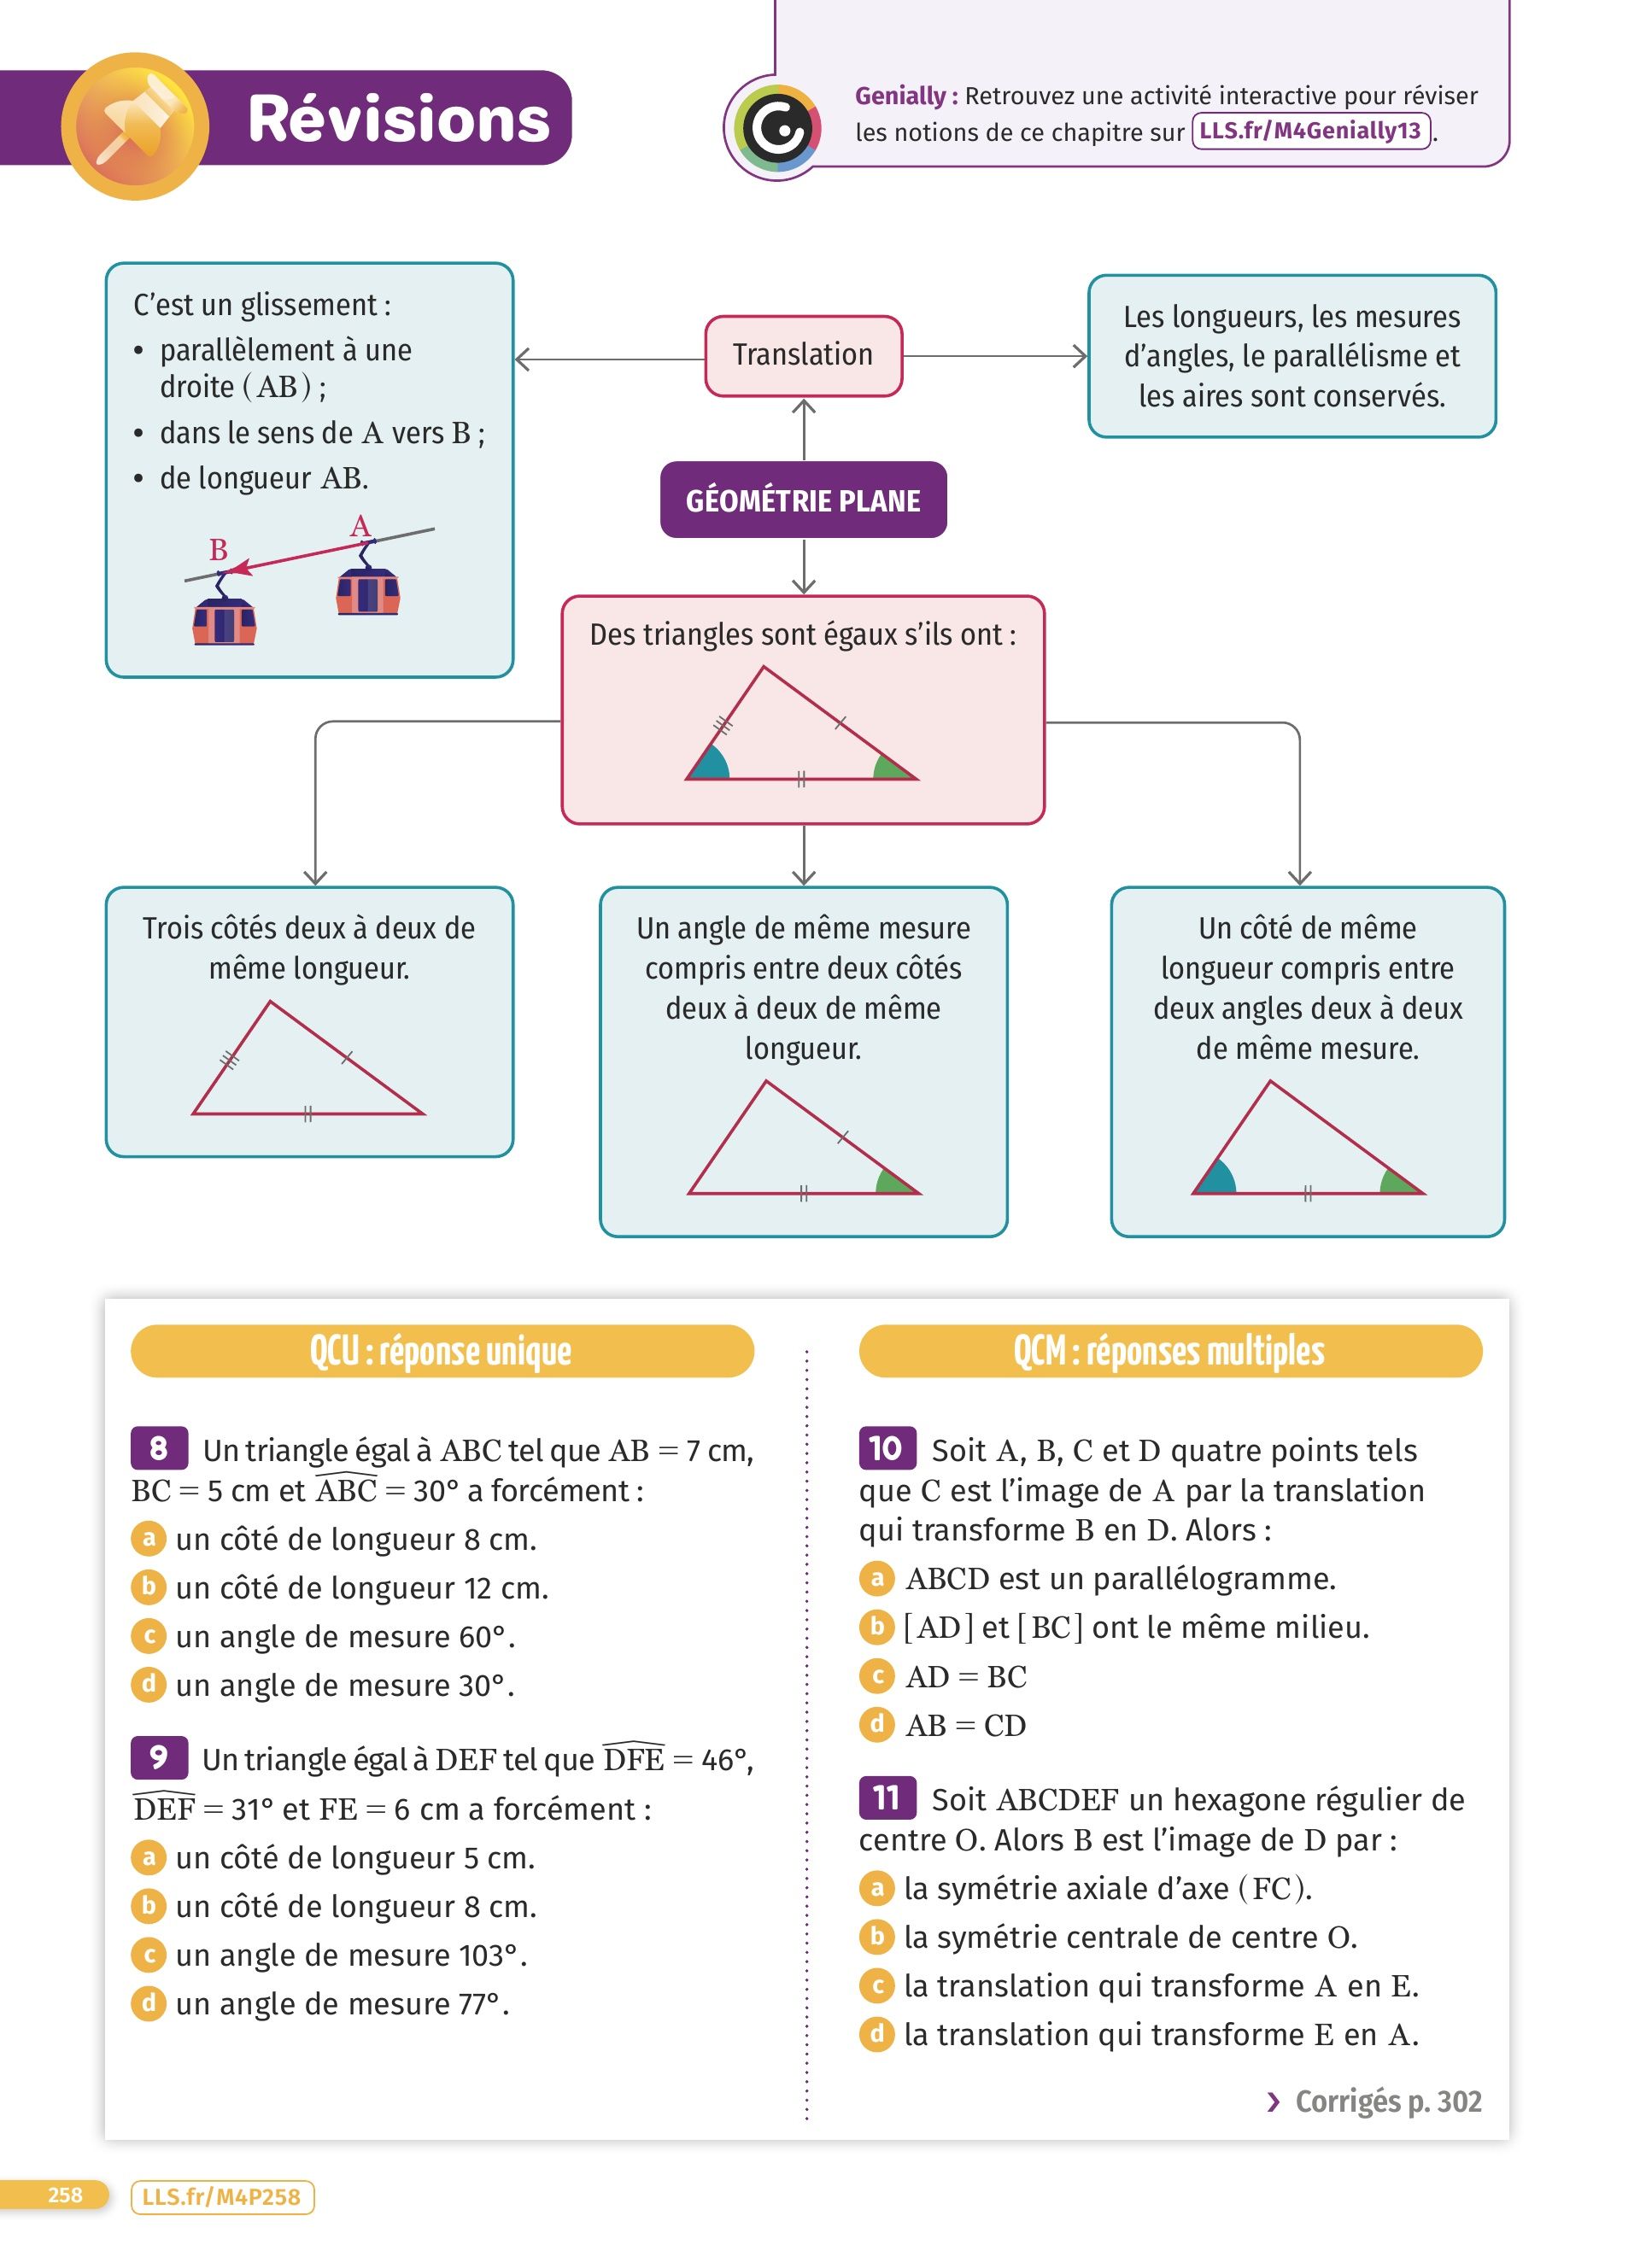 Révisions
Genially : Retrouvez une activité interactive pour réviser
les notions de ce chapitre sur LLS.fr/M4Genially13.
C'est un glissement :
• parallèlement à une
droite (AB) ;
• dans le sens de A vers B ;
• de longueur AB.
A
B
Translation
Les longueurs, les mesures
d'angles, le parallélisme et
les aires sont conservés.
GÉOMÉTRIE PLANE
Des triangles sont égaux s'ils ont :
Trois côtés deux à deux de
même longueur.
Un angle de même mesure
compris entre deux côtés
deux à deux de même
longueur.
Un côté de même
longueur compris entre
deux angles deux à deux
de même mesure.
QCU : réponse unique
8 Un triangle égal à ABC tel que AB = 7 cm,
BC = 5 cm et \widehat{ABC} = 30° a forcément :
a un côté de longueur 8 cm.
b un côté de longueur 12 cm.
c un angle de mesure 60°.
d un angle de mesure 30°.
9 Un triangle égal à DEF tel que \widehat{DFE} = 46°,
\widehat{DEF} = 31° et FE = 6 cm a forcément :
a un côté de longueur 5 cm.
b un côté de longueur 8 cm.
c un angle de mesure 103°.
d un angle de mesure 77°.
QCM : réponses multiples
10 Soit A, B, C et D quatre points tels
que C est l'image de A par la translation
qui transforme B en D. Alors :
a ABCD est un parallélogramme.
b [AD] et [BC] ont le même milieu.
c AD = BC
d AB = CD
11 Soit ABCDEF un hexagone régulier de
centre O. Alors B est l'image de D par :
a la symétrie axiale d'axe (FC).
b la symétrie centrale de centre O.
c la translation qui transforme A en E.
d la translation qui transforme E en A.
› Corrigés p. 302
258
LLS.fr/M4P258